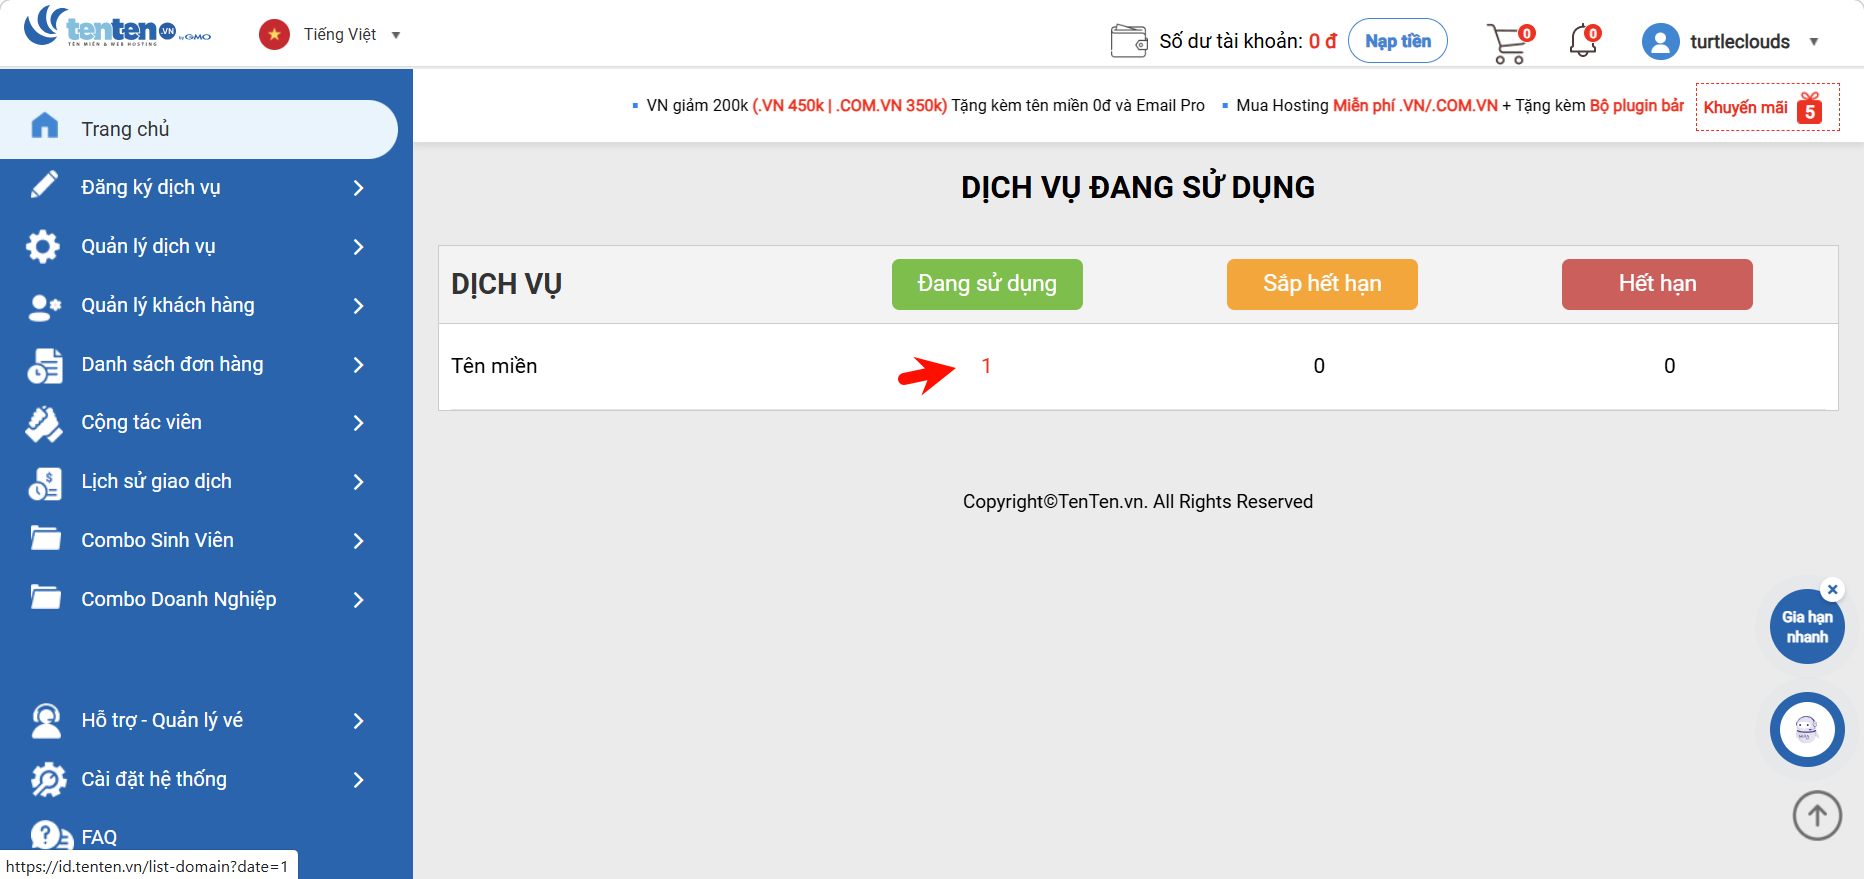 tenten.VN by GMO
TÊN MIỀN & WEB HOSTING
Tiếng Việt
Số dư tài khoản: 0 đ
Nạp tiền
0
0
turtleclouds
VN giảm 200k (.VN 450k | .COM.VN 350k) Tặng kèm tên miền 0đ và Email Pro
Mua Hosting Miễn phí .VN/.COM.VN + Tặng kèm Bộ plugin bản
Khuyến mãi 5
Trang chủ
Đăng ký dịch vụ
Quản lý dịch vụ
Quản lý khách hàng
Danh sách đơn hàng
Cộng tác viên
Lịch sử giao dịch
Combo Sinh Viên
Combo Doanh Nghiệp
Hỗ trợ - Quản lý vé
Cài đặt hệ thống
FAQ
https://id.tenten.vn/list-domain?date=1
DỊCH VỤ ĐANG SỬ DỤNG
DỊCH VỤ Đang sử dụng Sắp hết hạn Hết hạn
Tên miền 1 0 0
Copyright©TenTen.vn. All Rights Reserved
Gia hạn
nhanh